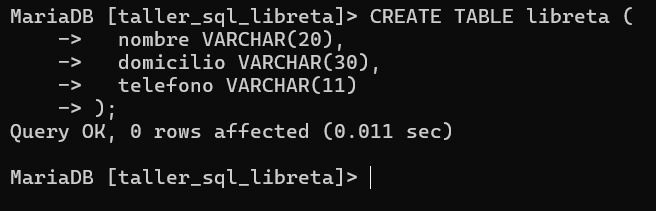 MariaDB [taller_sql_libreta]> CREATE TABLE libreta (
    ->   nombre VARCHAR(20),
    ->   domicilio VARCHAR(30),
    ->   telefono VARCHAR(11)
    -> );
Query OK, 0 rows affected (0.011 sec)

MariaDB [taller_sql_libreta]>